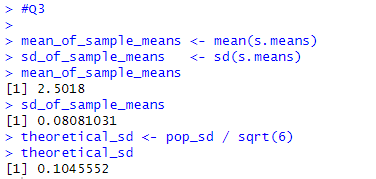 > #Q3
>
> mean_of_sample_means <- mean(s.means)
> sd_of_sample_means   <- sd(s.means)
> mean_of_sample_means
[1] 2.5018
> sd_of_sample_means
[1] 0.08081031
> theoretical_sd <- pop_sd / sqrt(6)
> theoretical_sd
[1] 0.1045552